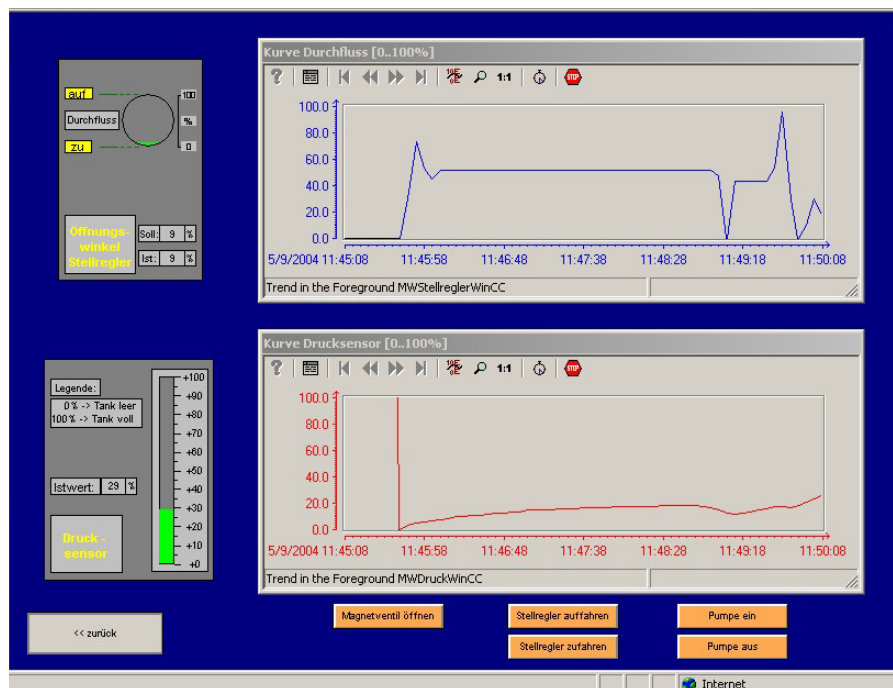 Kurve Durchfluss [0..100%]
1:1
STOP
100.0
80.0
60.0
40.0
20.0
0.0
5/9/2004 11:45:08 11:45:58 11:46:48 11:47:38 11:48:28 11:49:18 11:50:08
Trend in the Foreground MWStellreglerWinCC
auf
100
Durchfluss
%
zu
0
Öffnungs-
winkel
Stellregler
Soll: 9 %
Ist: 9 %
Kurve Drucksensor [0..100%]
1:1
STOP
100.0
80.0
60.0
40.0
20.0
0.0
5/9/2004 11:45:08 11:45:58 11:46:48 11:47:38 11:48:28 11:49:18 11:50:08
Trend in the Foreground MWDruckWinCC
Legende:
0% -> Tank leer
100% -> Tank voll
+100
+90
+80
+70
+60
+50
+40
+30
+20
+10
+0
Istwert: 29 %
Druck-
sensor
Magnetventil öffnen
Stellregler auffahren
Pumpe ein
<< zurück
Stellregler zufahren
Pumpe aus
Internet